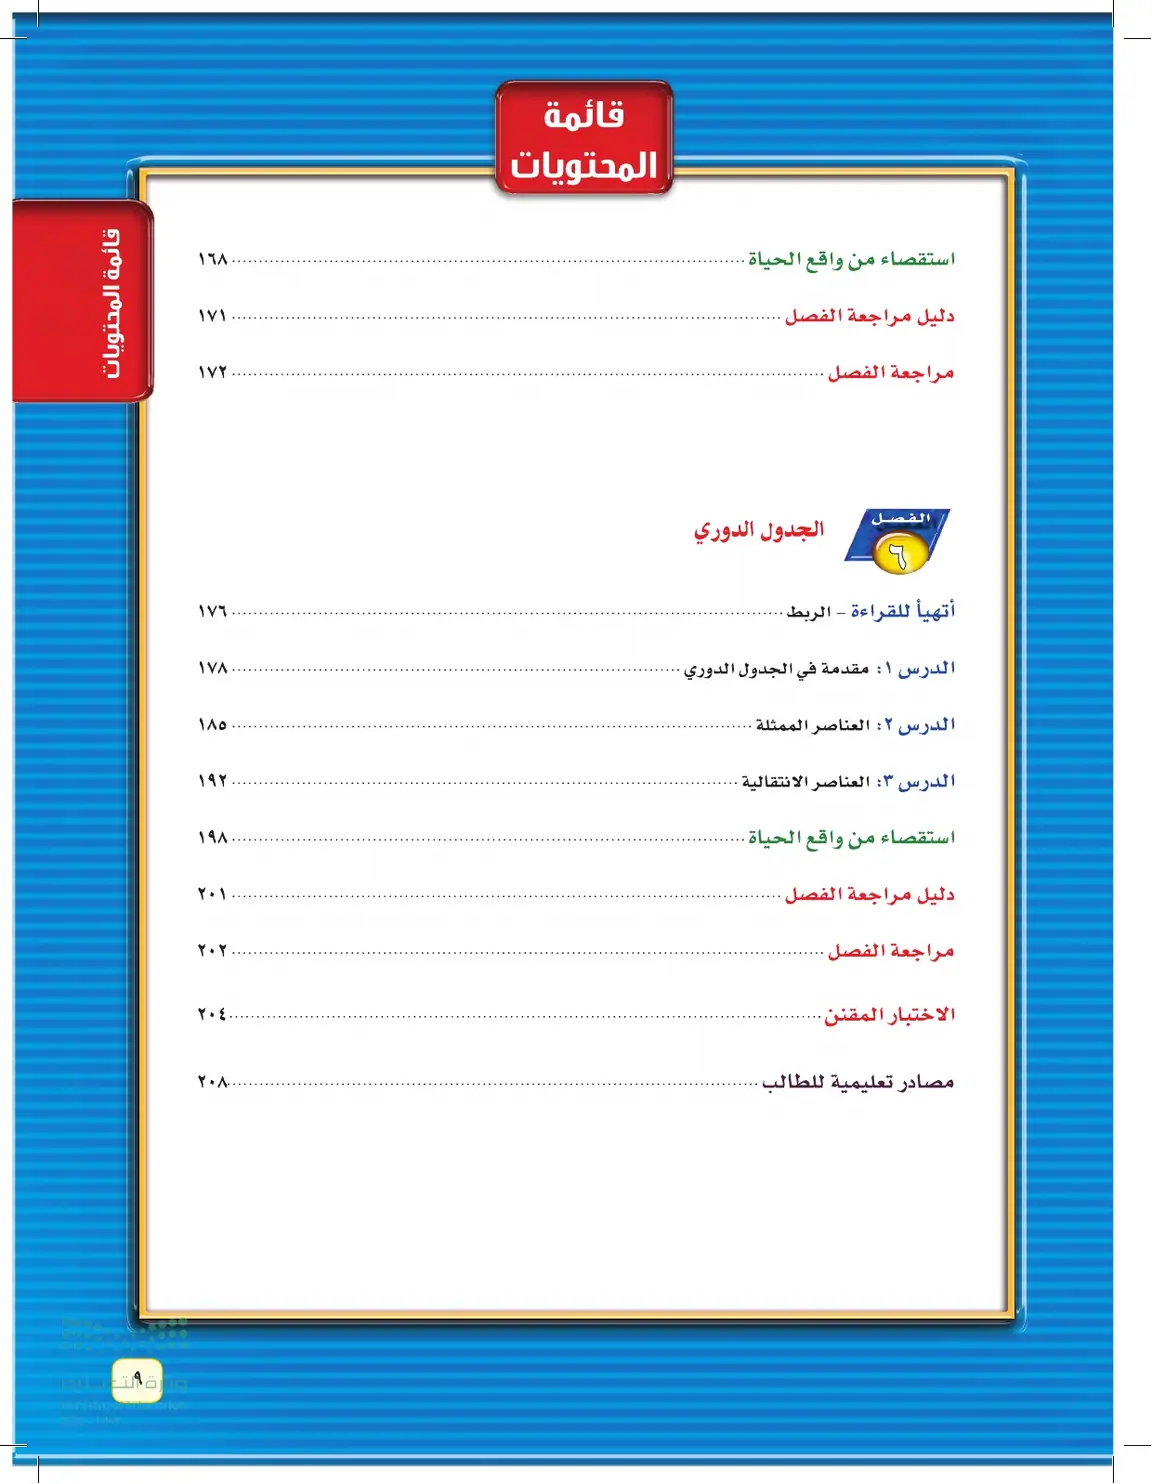 قائمة
المحتويات
قائمة المحتويات
استقصاء من واقع الحياة ١٦٨
دليل مراجعة الفصل ١٧١
مراجعة الفصل ١٧٢
الفصل
٦
الجدول الدوري
أتهيأ للقراءة – الربط ١٧٦
الدرس ١: مقدمة في الجدول الدوري ١٧٨
الدرس ٢: العناصر الممثلة ١٨٥
الدرس ٣: العناصر الانتقالية ١٩٢
استقصاء من واقع الحياة ١٩٨
دليل مراجعة الفصل ٢٠١
مراجعة الفصل ٢٠٢
الاختبار المقنن ٢٠٤
مصادر تعليمية للطالب ٢٠٨
وزارة التعليم
٩